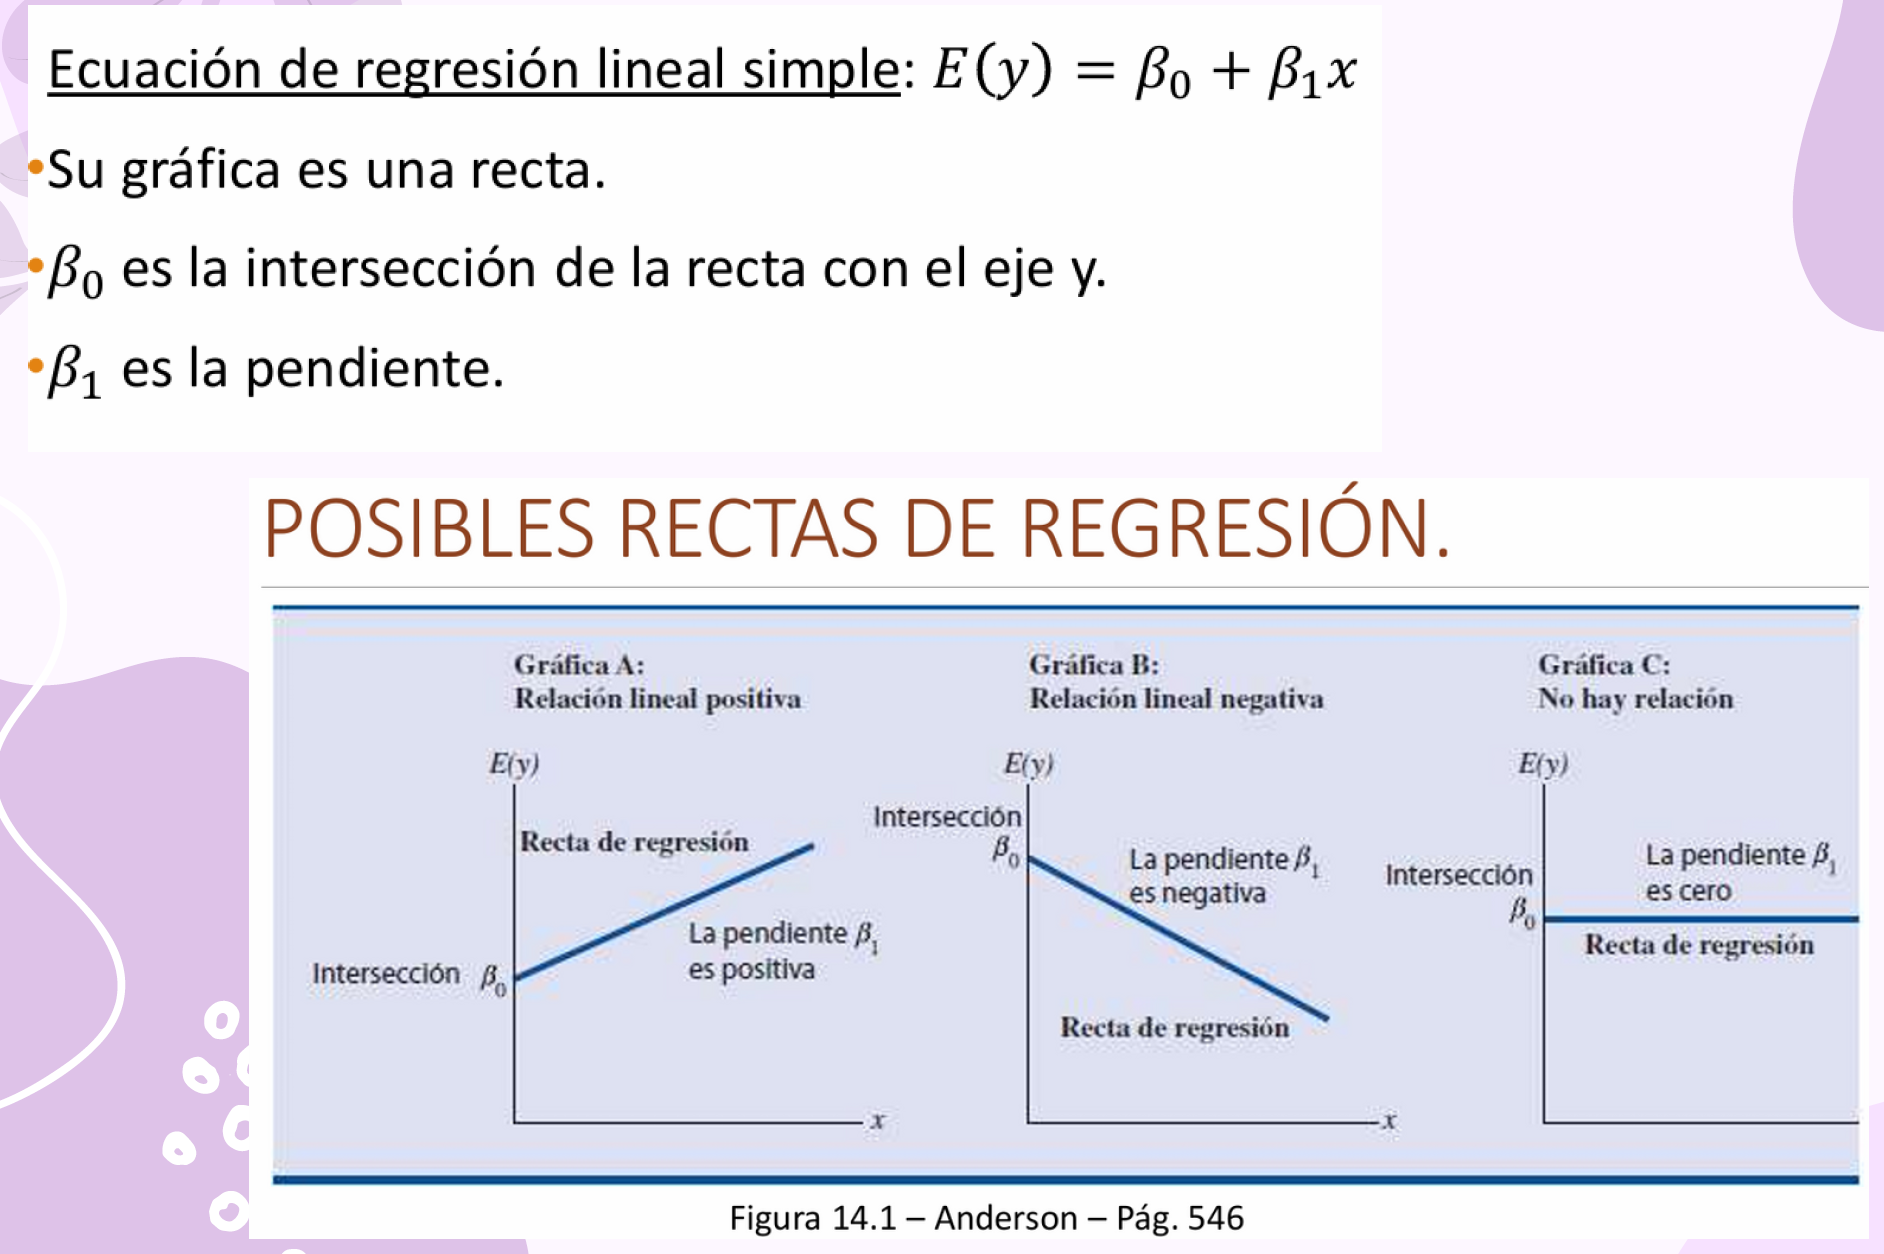 Ecuación de regresión lineal simple: E(y) = β₀ + β₁x
•Su gráfica es una recta.
•β₀ es la intersección de la recta con el eje y.
•β₁ es la pendiente.
POSIBLES RECTAS DE REGRESIÓN.
Gráfica A:
Relación lineal positiva
E(y)
Recta de regresión
La pendiente β₁
es positiva
Intersección β₀
x
Gráfica B:
Relación lineal negativa
E(y)
Intersección
β₀
La pendiente β₁
es negativa
Recta de regresión
x
Gráfica C:
No hay relación
E(y)
Intersección
β₀
La pendiente β₁
es cero
Recta de regresión
Figura 14.1 – Anderson – Pág. 546